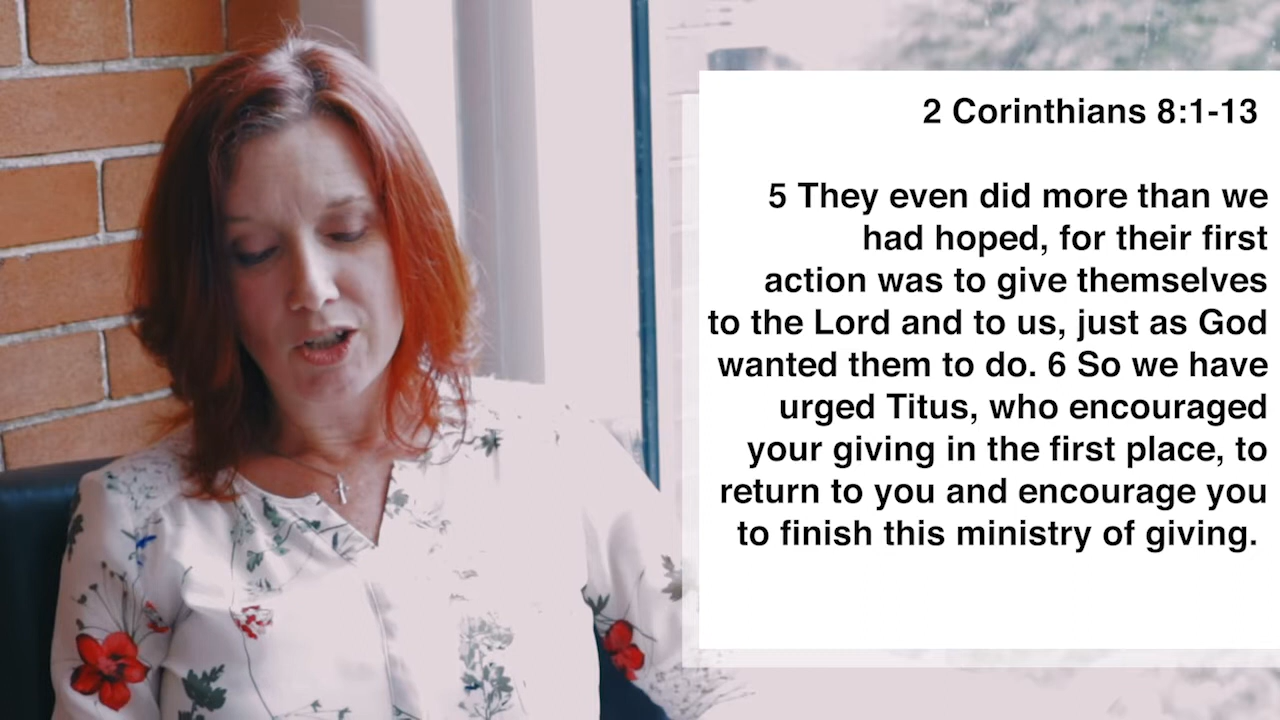 2 Corinthians 8:1-13
5 They even did more than we
had hoped, for their first
action was to give themselves
to the Lord and to us, just as God
wanted them to do. 6 So we have
urged Titus, who encouraged
your giving in the first place, to
return to you and encourage you
to finish this ministry of giving.